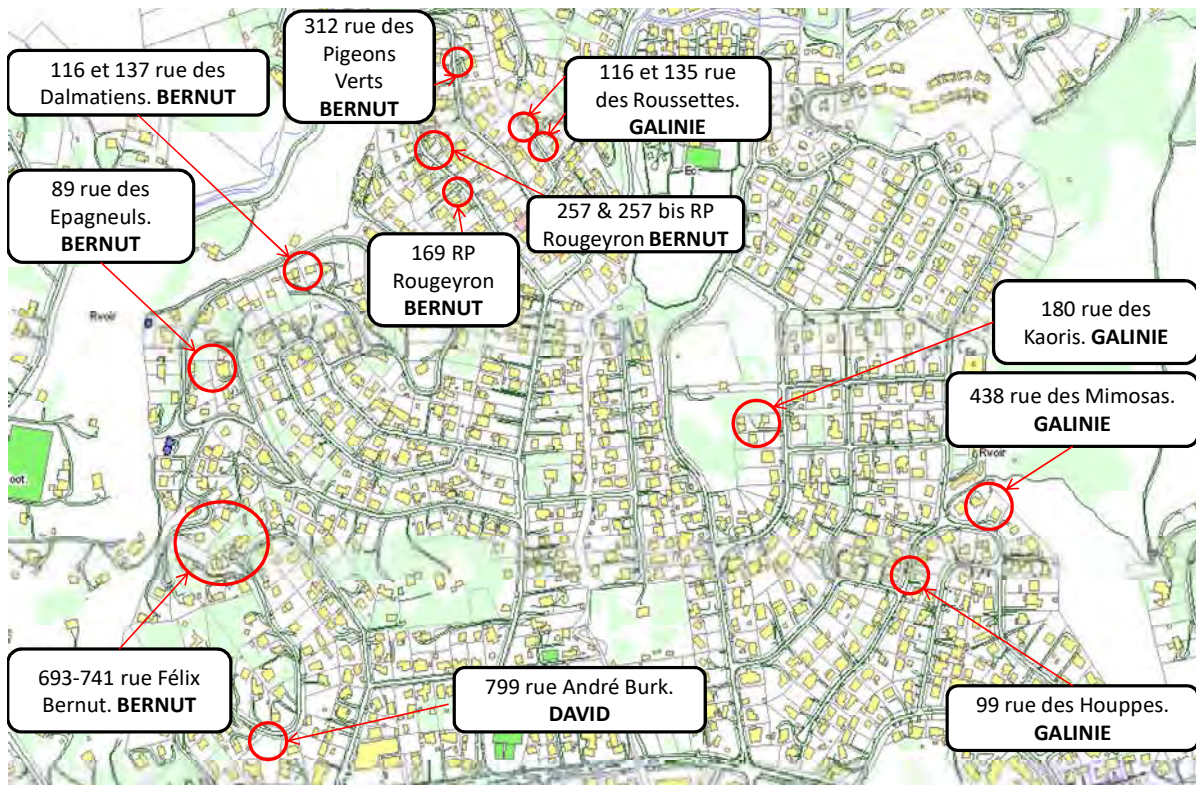 312 rue des
Pigeons
Verts
BERNUT
116 et 137 rue des
Dalmatiens. BERNUT
116 et 135 rue
des Roussettes.
GALINIE
89 rue des
Epagneuls.
BERNUT
257 & 257 bis RP
Rougeyron BERNUT
169 RP
Rougeyron
BERNUT
180 rue des
Kaoris. GALINIE
438 rue des Mimosas.
GALINIE
693-741 rue Félix
Bernut. BERNUT
799 rue André Burk.
DAVID
99 rue des Houppes.
GALINIE
Ec
Rvoir
Rvoir
oot.